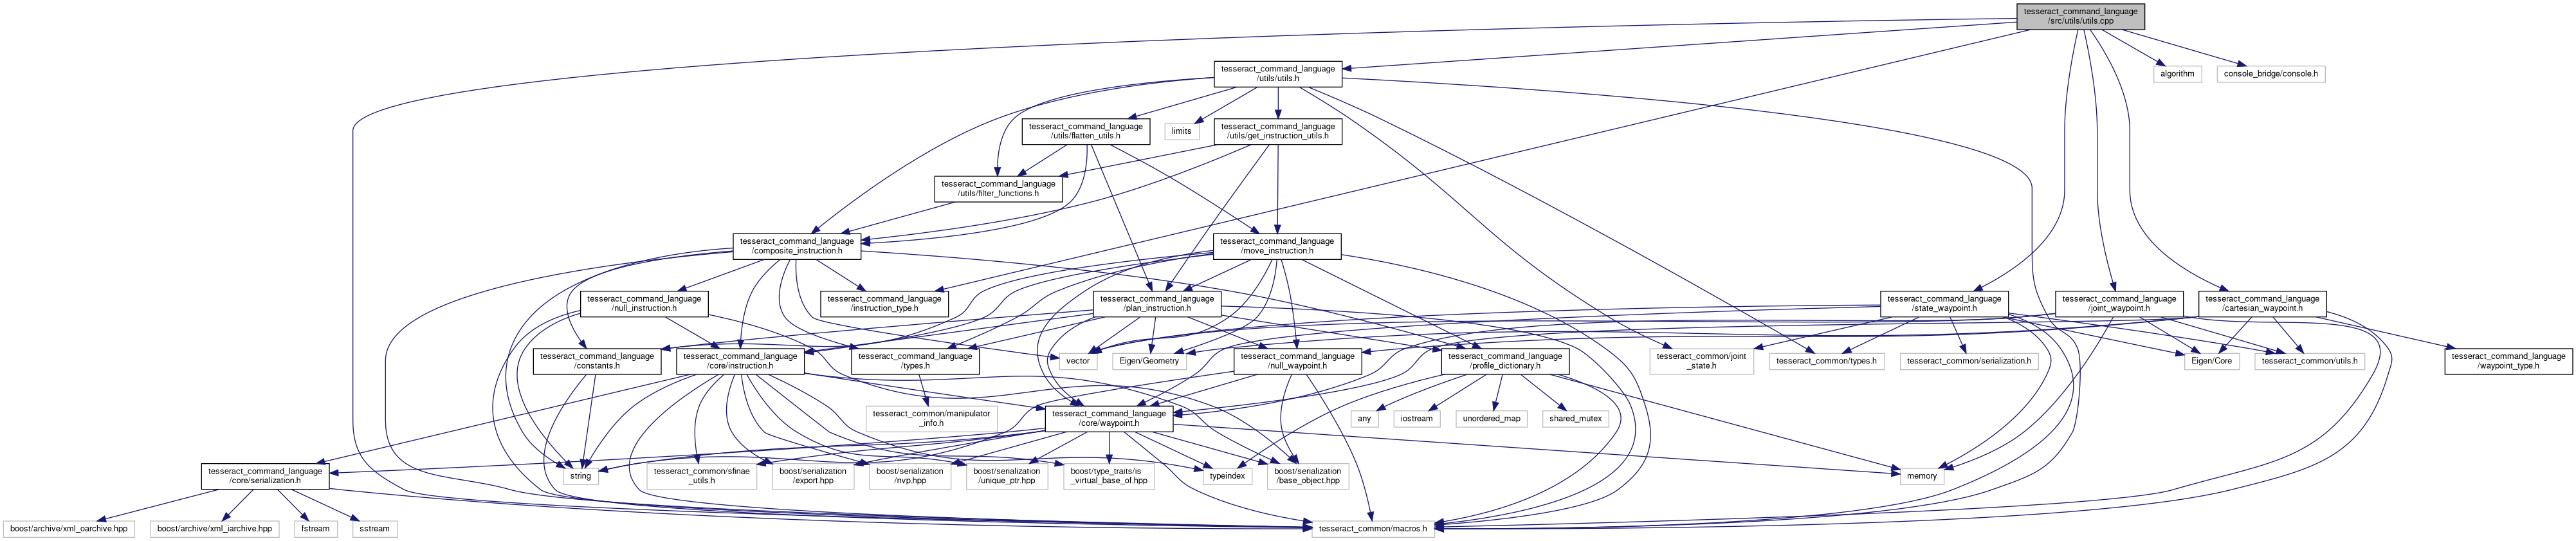 tesseract_command_language
/src/utils/utils.cpp
tesseract_command_language
/utils/utils.h
algorithm
console_bridge/console.h
tesseract_command_language
/utils/flatten_utils.h
limits
tesseract_command_language
/utils/get_instruction_utils.h
tesseract_command_language
/utils/filter_functions.h
tesseract_command_language
/composite_instruction.h
tesseract_command_language
/move_instruction.h
tesseract_command_language
/null_instruction.h
tesseract_command_language
/instruction_type.h
tesseract_command_language
/plan_instruction.h
tesseract_command_language
/state_waypoint.h
tesseract_command_language
/joint_waypoint.h
tesseract_command_language
/cartesian_waypoint.h
tesseract_command_language
/constants.h
tesseract_command_language
/core/instruction.h
tesseract_command_language
/types.h
vector
Eigen/Geometry
tesseract_command_language
/null_waypoint.h
tesseract_command_language
/profile_dictionary.h
tesseract_common/joint
_state.h
tesseract_common/types.h
tesseract_common/serialization.h
Eigen/Core
tesseract_common/utils.h
tesseract_command_language
/waypoint_type.h
tesseract_common/manipulator
_info.h
tesseract_command_language
/core/waypoint.h
any
iostream
unordered_map
shared_mutex
tesseract_command_language
/core/serialization.h
string
tesseract_common/sfinae
_utils.h
boost/serialization
/export.hpp
boost/serialization
/nvp.hpp
boost/serialization
/unique_ptr.hpp
boost/type_traits/is
_virtual_base_of.hpp
typeindex
boost/serialization
/base_object.hpp
memory
boost/archive/xml_oarchive.hpp
boost/archive/xml_iarchive.hpp
fstream
sstream
tesseract_common/macros.h